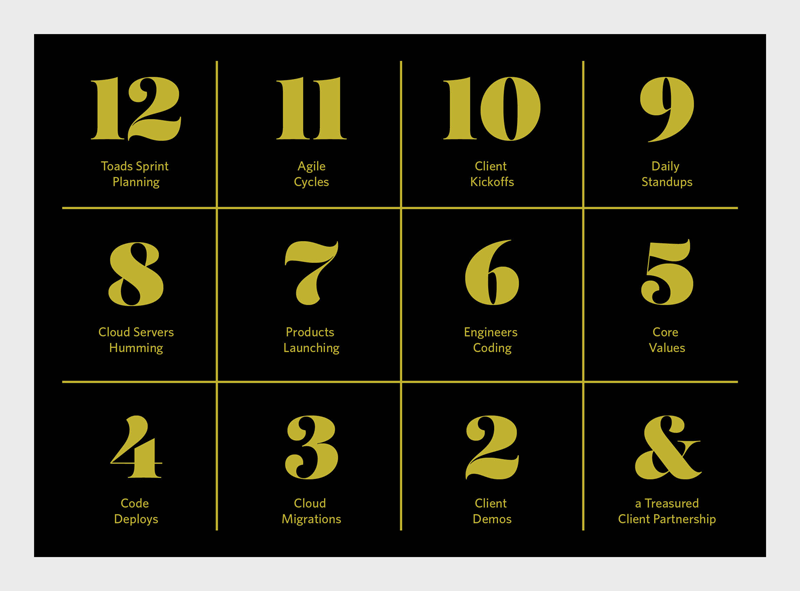 12
Toads Sprint
Planning
11
Agile
Cycles
10
Client
Kickoffs
9
Daily
Standups
8
Cloud Servers
Humming
7
Products
Launching
6
Engineers
Coding
5
Core
Values
4
Code
Deploys
3
Cloud
Migrations
2
Client
Demos
&
a Treasured
Client Partnership